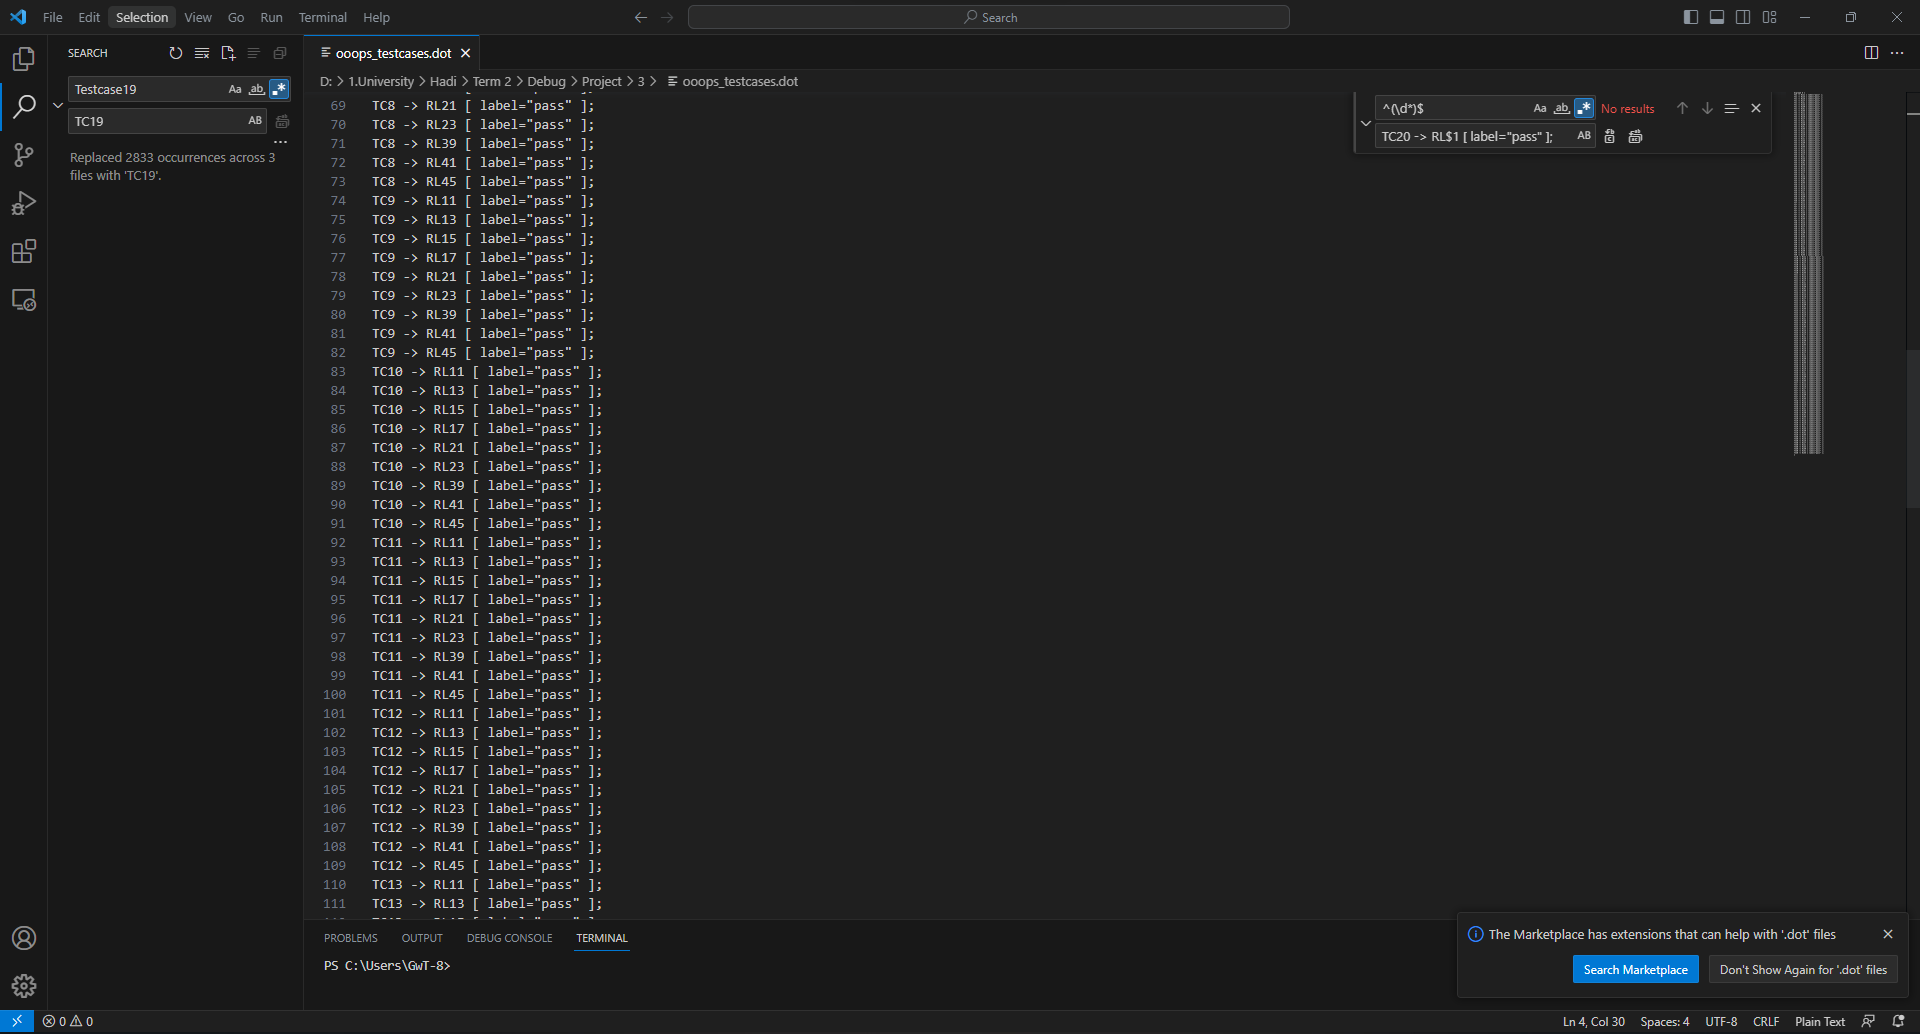 File Edit Selection View Go Run Terminal Help
Search
SEARCH
Testcase19
TC19
Replaced 2833 occurrences across 3
files with 'TC19'.
ooops_testcases.dot
D: > 1.University > Hadi > Term 2 > Debug > Project > 3 > ooops_testcases.dot
^(\d*)$
No results
TC20 -> RL$1 [ label="pass" ];
69 TC8 -> RL21 [ label="pass" ];
70 TC8 -> RL23 [ label="pass" ];
71 TC8 -> RL39 [ label="pass" ];
72 TC8 -> RL41 [ label="pass" ];
73 TC8 -> RL45 [ label="pass" ];
74 TC9 -> RL11 [ label="pass" ];
75 TC9 -> RL13 [ label="pass" ];
76 TC9 -> RL15 [ label="pass" ];
77 TC9 -> RL17 [ label="pass" ];
78 TC9 -> RL21 [ label="pass" ];
79 TC9 -> RL23 [ label="pass" ];
80 TC9 -> RL39 [ label="pass" ];
81 TC9 -> RL41 [ label="pass" ];
82 TC9 -> RL45 [ label="pass" ];
83 TC10 -> RL11 [ label="pass" ];
84 TC10 -> RL13 [ label="pass" ];
85 TC10 -> RL15 [ label="pass" ];
86 TC10 -> RL17 [ label="pass" ];
87 TC10 -> RL21 [ label="pass" ];
88 TC10 -> RL23 [ label="pass" ];
89 TC10 -> RL39 [ label="pass" ];
90 TC10 -> RL41 [ label="pass" ];
91 TC10 -> RL45 [ label="pass" ];
92 TC11 -> RL11 [ label="pass" ];
93 TC11 -> RL13 [ label="pass" ];
94 TC11 -> RL15 [ label="pass" ];
95 TC11 -> RL17 [ label="pass" ];
96 TC11 -> RL21 [ label="pass" ];
97 TC11 -> RL23 [ label="pass" ];
98 TC11 -> RL39 [ label="pass" ];
99 TC11 -> RL41 [ label="pass" ];
100 TC11 -> RL45 [ label="pass" ];
101 TC12 -> RL11 [ label="pass" ];
102 TC12 -> RL13 [ label="pass" ];
103 TC12 -> RL15 [ label="pass" ];
104 TC12 -> RL17 [ label="pass" ];
105 TC12 -> RL21 [ label="pass" ];
106 TC12 -> RL23 [ label="pass" ];
107 TC12 -> RL39 [ label="pass" ];
108 TC12 -> RL41 [ label="pass" ];
109 TC12 -> RL45 [ label="pass" ];
110 TC13 -> RL11 [ label="pass" ];
111 TC13 -> RL13 [ label="pass" ];
PROBLEMS OUTPUT DEBUG CONSOLE TERMINAL
PS C:\Users\GwT-8>
The Marketplace has extensions that can help with '.dot' files
Search Marketplace Don't Show Again for '.dot' files
0 0 Ln 4, Col 30 Spaces: 4 UTF-8 CRLF Plain Text